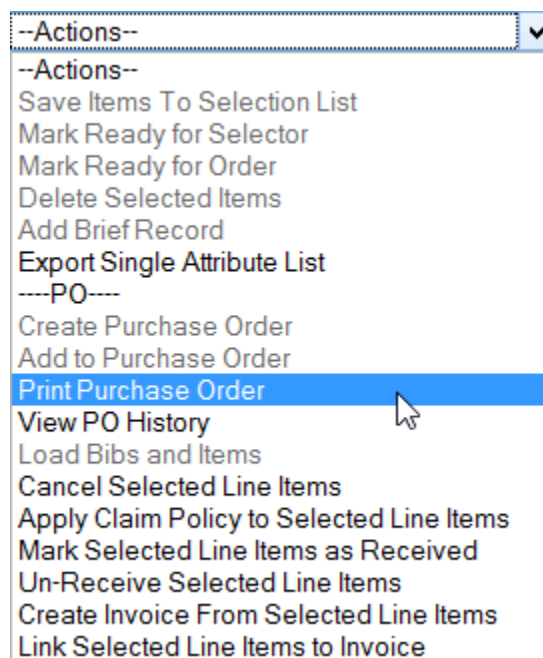 --Actions--
--Actions--
Save Items To Selection List
Mark Ready for Selector
Mark Ready for Order
Delete Selected Items
Add Brief Record
Export Single Attribute List
----PO----
Create Purchase Order
Add to Purchase Order
Print Purchase Order
View PO History
Load Bibs and Items
Cancel Selected Line Items
Apply Claim Policy to Selected Line Items
Mark Selected Line Items as Received
Un-Receive Selected Line Items
Create Invoice From Selected Line Items
Link Selected Line Items to Invoice